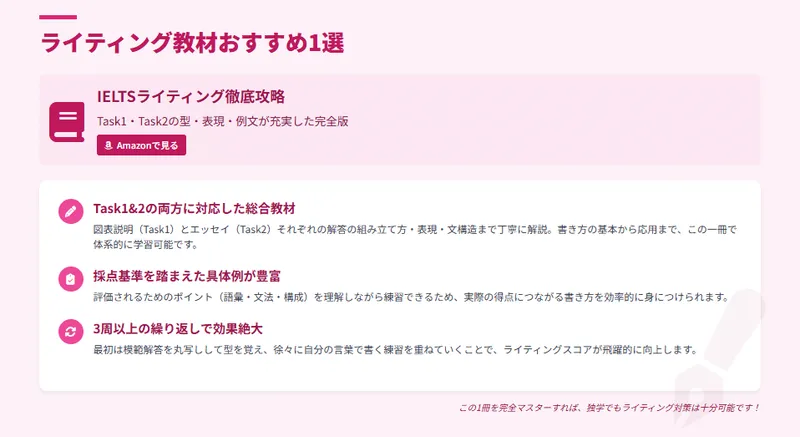 ライティング教材おすすめ1選
IELTSライティング徹底攻略
Task1・Task2の型・表現・例文が充実した完全版
Amazonで見る
Task1&2の両方に対応した総合教材
図表説明（Task1）とエッセイ（Task2）それぞれの解答の組み立て方・表現・文構造まで丁寧に解説。書き方の基本から応用まで、この一冊で
体系的に学習可能です。
採点基準を踏まえた具体例が豊富
評価されるためのポイント（語彙・文法・構成）を理解しながら練習できるため、実際の得点につながる書き方を効率的に身につけられます。
3周以上の繰り返しで効果絶大
最初は模範解答を丸写しして型を覚え、徐々に自分の言葉で書く練習を重ねていくことで、ライティングスコアが飛躍的に向上します。
この1冊を完全マスターすれば、独学でもライティング対策は十分可能です！